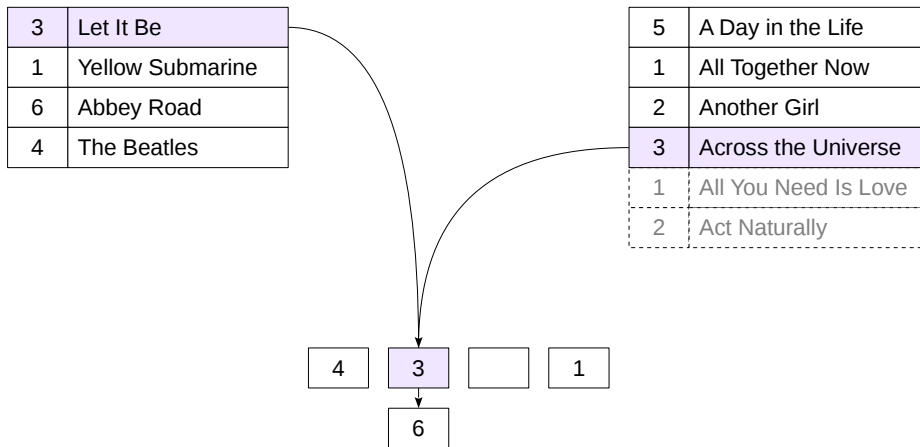 3 Let It Be
1 Yellow Submarine
6 Abbey Road
4 The Beatles
5 A Day in the Life
1 All Together Now
2 Another Girl
3 Across the Universe
1 All You Need Is Love
2 Act Naturally
4 3 1
6